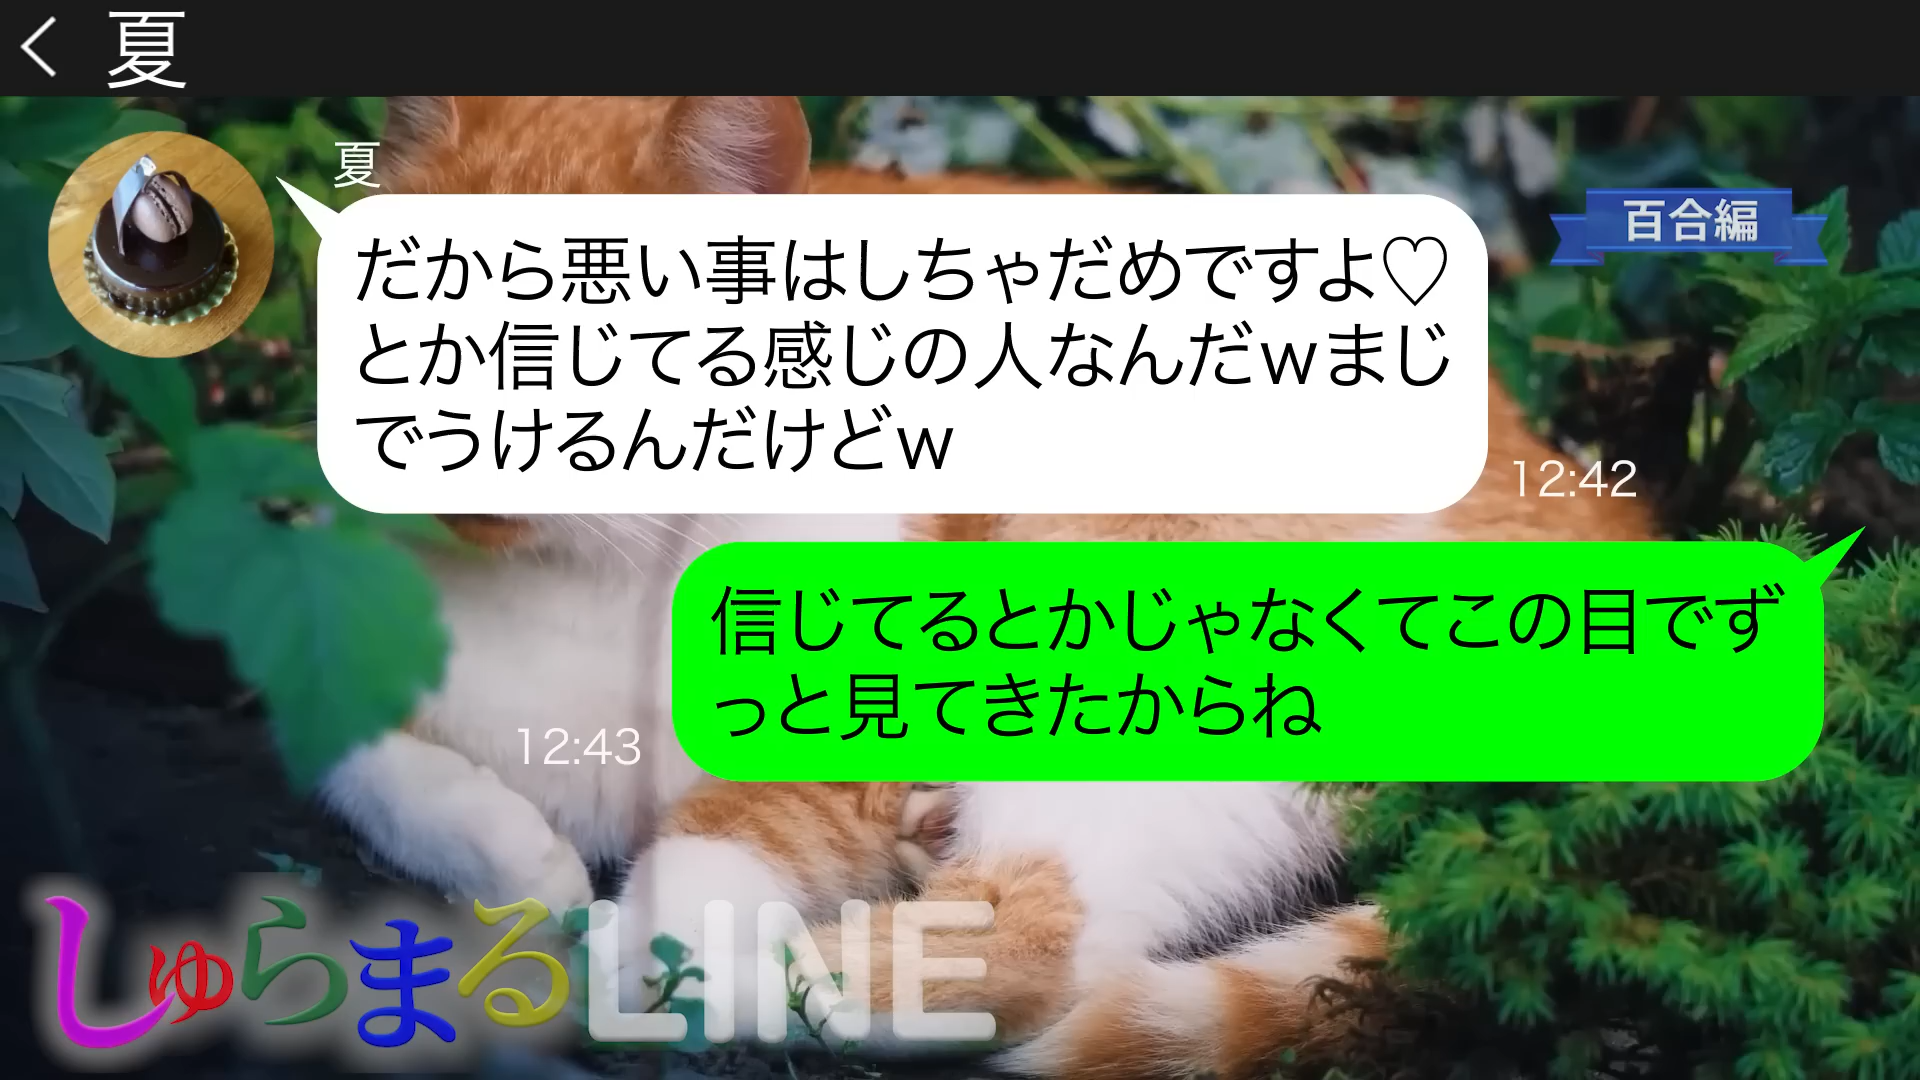 夏
夏
百合編
だから悪い事はしちゃだめですよ♡
とか信じてる感じの人なんだwまじ
でうけるんだけどw
12:42
信じてるとかじゃなくてこの目でず
っと見てきたからね
12:43
しゅらまるLINE